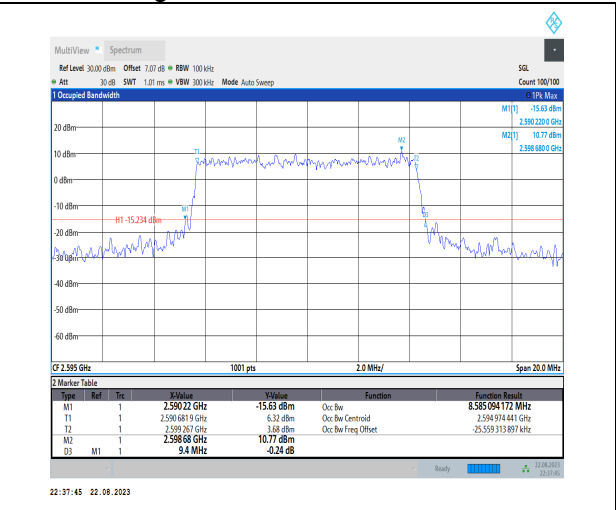 MultiView Spectrum
Ref Level 30.00 dBm Offset 7.07 dB RBW 100 kHz SGL
Att 30 dB SWT 1.01 ms VBW 300 kHz Mode Auto Sweep Count 100/100
1 Occupied Bandwidth 1Pk Max
M1[1] -15.63 dBm
2.590 220 0 GHz
M2[1] 10.77 dBm
2.598 680 0 GHz
20 dBm
M2
T1
T2
10 dBm
0 dBm
-10 dBm
M1
D3
H1 -15.234 dBm
-20 dBm
-30 dBm
-40 dBm
-50 dBm
-60 dBm
CF 2.595 GHz 1001 pts 2.0 MHz/ Span 20.0 MHz
2 Marker Table
Type Ref Trc X-Value Y-Value Function Function Result
M1 1 2.59022 GHz -15.63 dBm Occ Bw 8.585 094 172 MHz
T1 1 2.590 681 9 GHz 6.32 dBm Occ Bw Centroid 2.594 974 441 GHz
T2 1 2.599 267 GHz 3.68 dBm Occ Bw Freq Offset -25.559 313 897 kHz
M2 1 2.598 68 GHz 10.77 dBm
D3 M1 1 9.4 MHz -0.24 dB
Ready 22.08.2023
22:37:45
22:37:45 22.08.2023